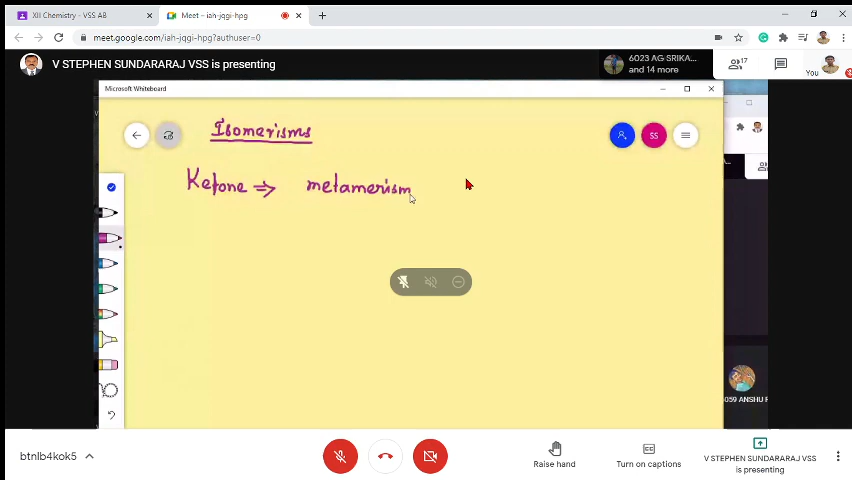 XII Chemistry - VSS AB
Meet – iah-jqgi-hpg
meet.google.com/iah-jqgi-hpg?authuser=0
V STEPHEN SUNDARARAJ VSS is presenting
6023 AG SRIKA...
and 14 more
17
You
Microsoft Whiteboard
Isomerisms
SS
Ketone ⇒ metamerism
6059 ANSHU R
btnlb4kok5
Raise hand
Turn on captions
V STEPHEN SUNDARARAJ VSS
is presenting